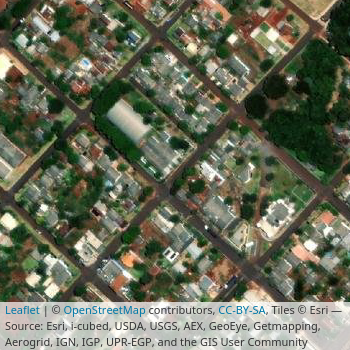 Leaflet | © OpenStreetMap contributors, CC-BY-SA, Tiles © Esri —
Source: Esri, i-cubed, USDA, USGS, AEX, GeoEye, Getmapping,
Aerogrid, IGN, IGP, UPR-EGP, and the GIS User Community